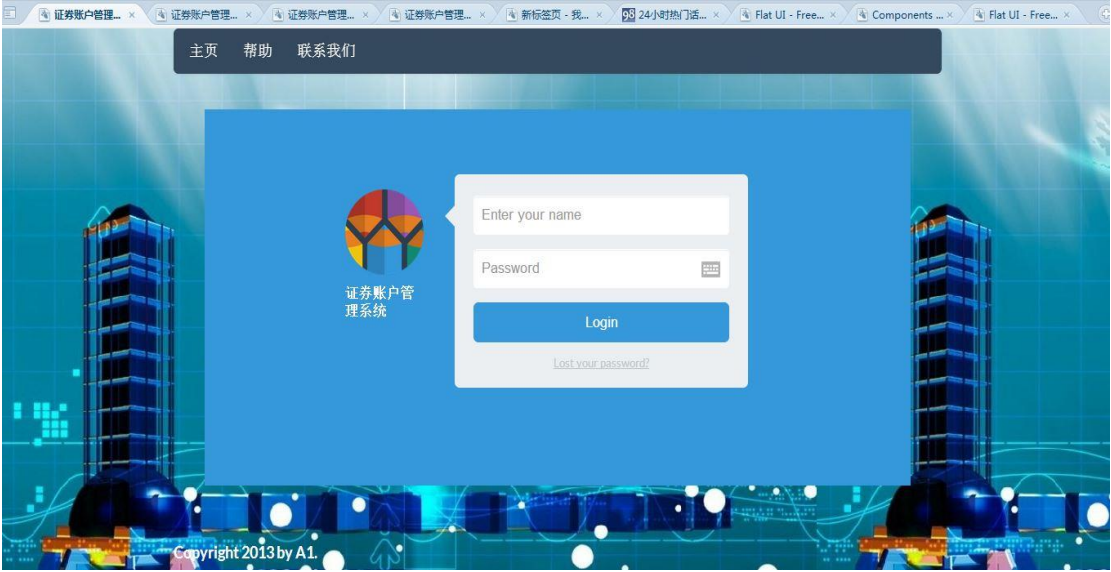 证券账户管理...
证券账户管理...
证券账户管理...
证券账户管理...
新标签页 - 我...
98 24小时热门话...
Flat UI - Free...
Components ...
Flat UI - Free...
主页 帮助 联系我们
Enter your name
Password
证券账户管
理系统
Login
Lost your password?
Copyright 2013 by A1.